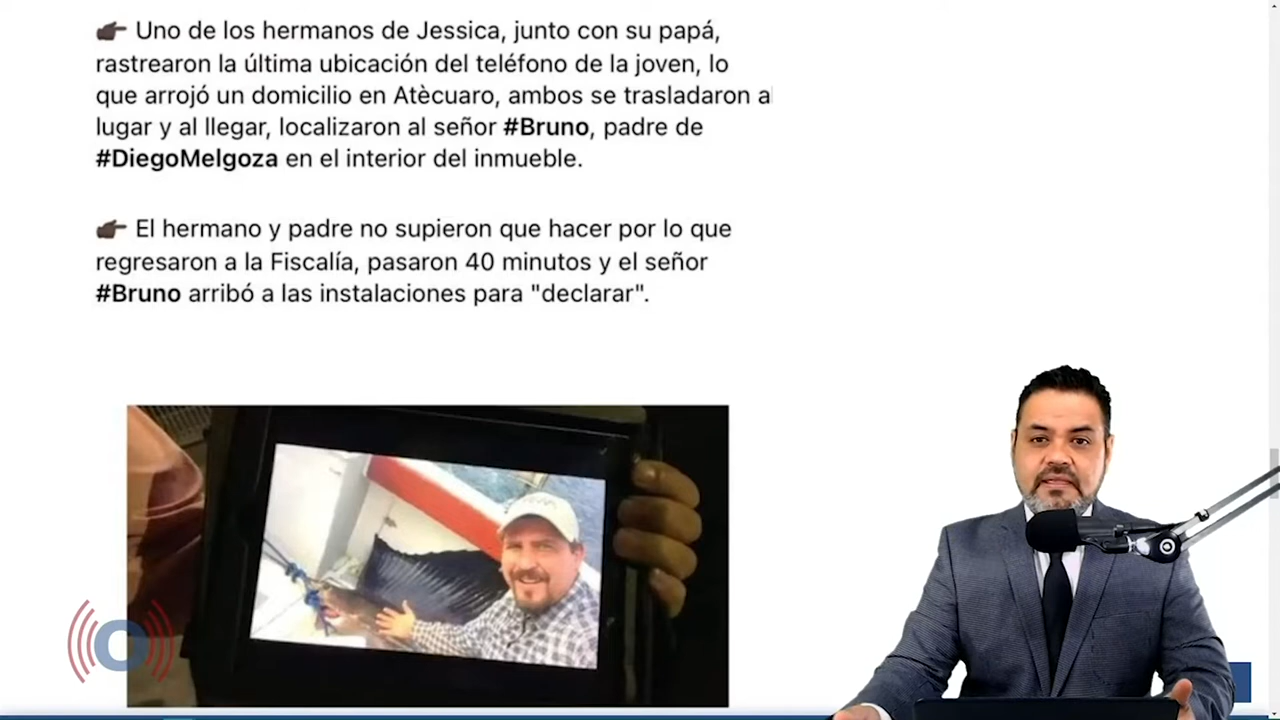 Uno de los hermanos de Jessica, junto con su papá,
rastrearon la última ubicación del teléfono de la joven, lo
que arrojó un domicilio en Atècuaro, ambos se trasladaron al
lugar y al llegar, localizaron al señor #Bruno, padre de
#DiegoMelgoza en el interior del inmueble.
El hermano y padre no supieron que hacer por lo que
regresaron a la Fiscalía, pasaron 40 minutos y el señor
#Bruno arribó a las instalaciones para "declarar".